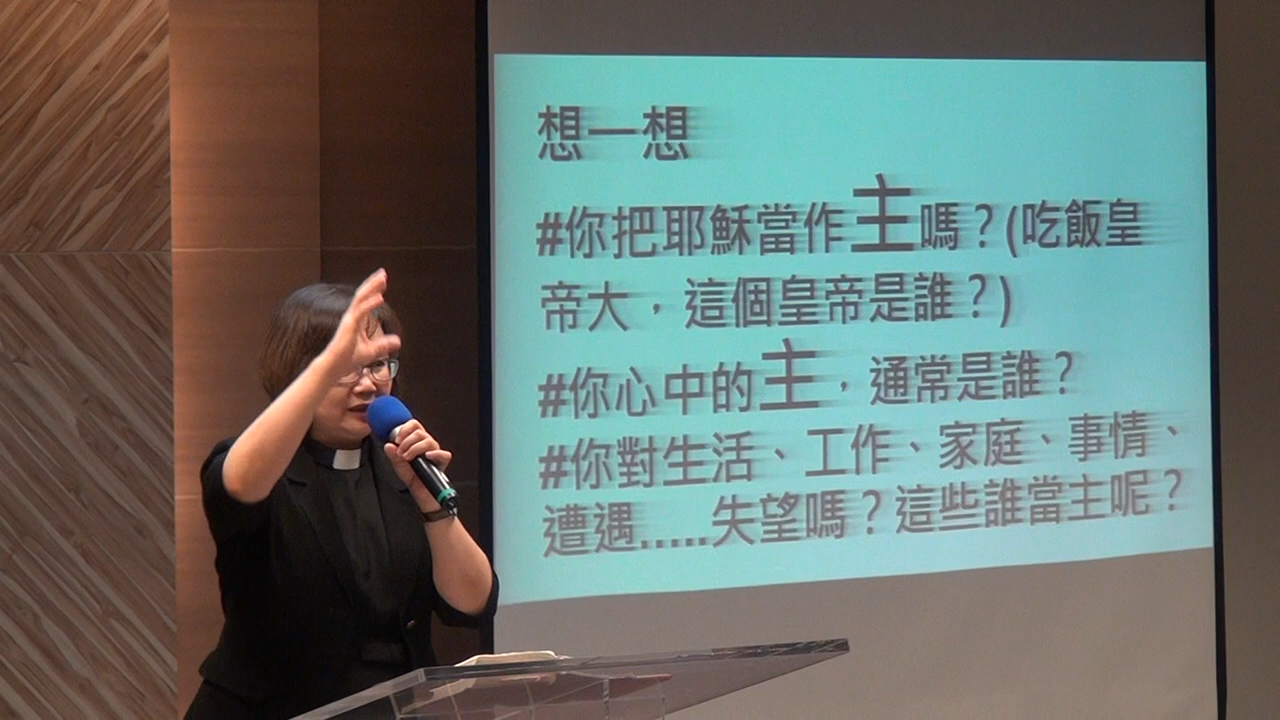 想一想
#你把耶穌當作主嗎？(吃飯皇
帝大，這個皇帝是誰？)
#你心中的主，通常是誰？
#你對生活、工作、家庭、事情、
遭遇.....失望嗎？這些誰當主呢？